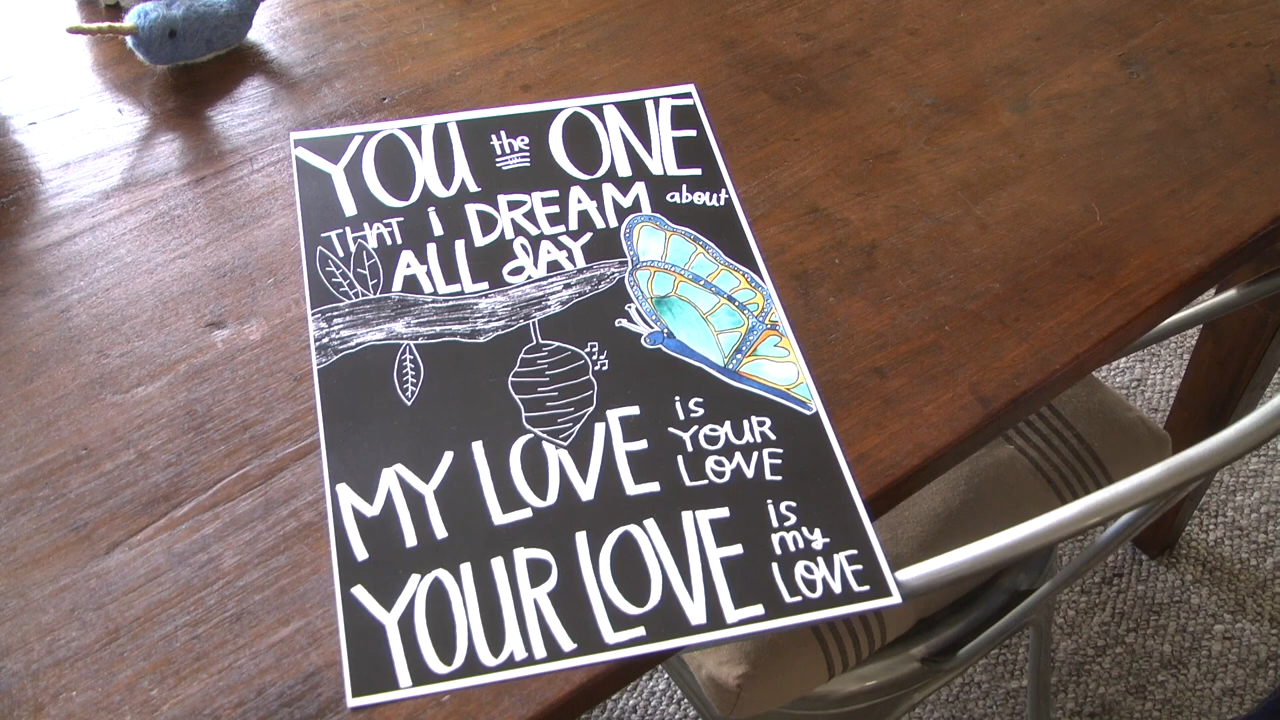 YOU the ONE
THAT i DREAM about
ALL dAY
MY LOVE is YOUR LOVE
YOUR LOVE is my LOVE